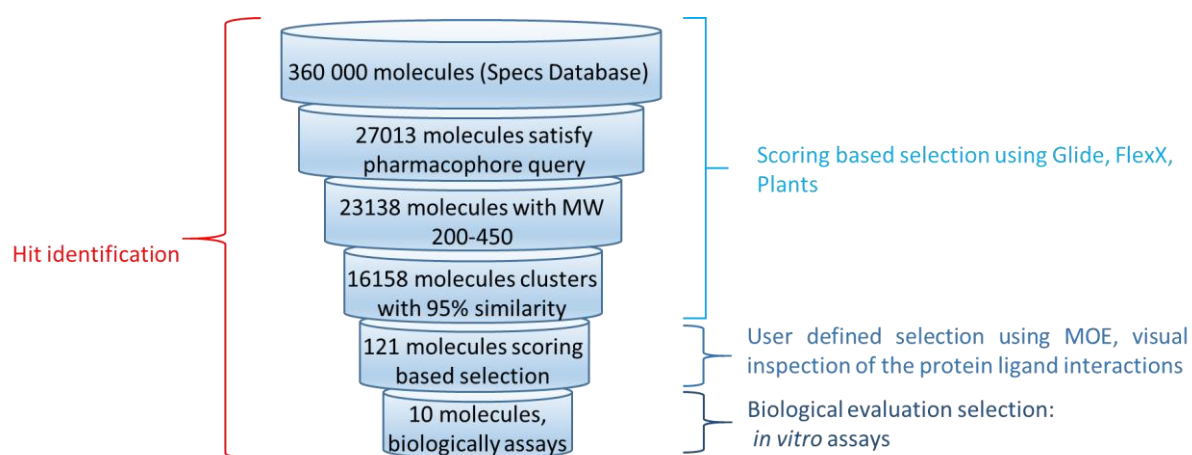 Hit identification
360 000 molecules (Specs Database)
27013 molecules satisfy
pharmacophore query
23138 molecules with MW
200-450
16158 molecules clusters
with 95% similarity
121 molecules scoring
based selection
10 molecules,
biologically assays
Scoring based selection using Glide, FlexX,
Plants
User defined selection using MOE, visual
inspection of the protein ligand interactions
Biological evaluation selection:
in vitro assays